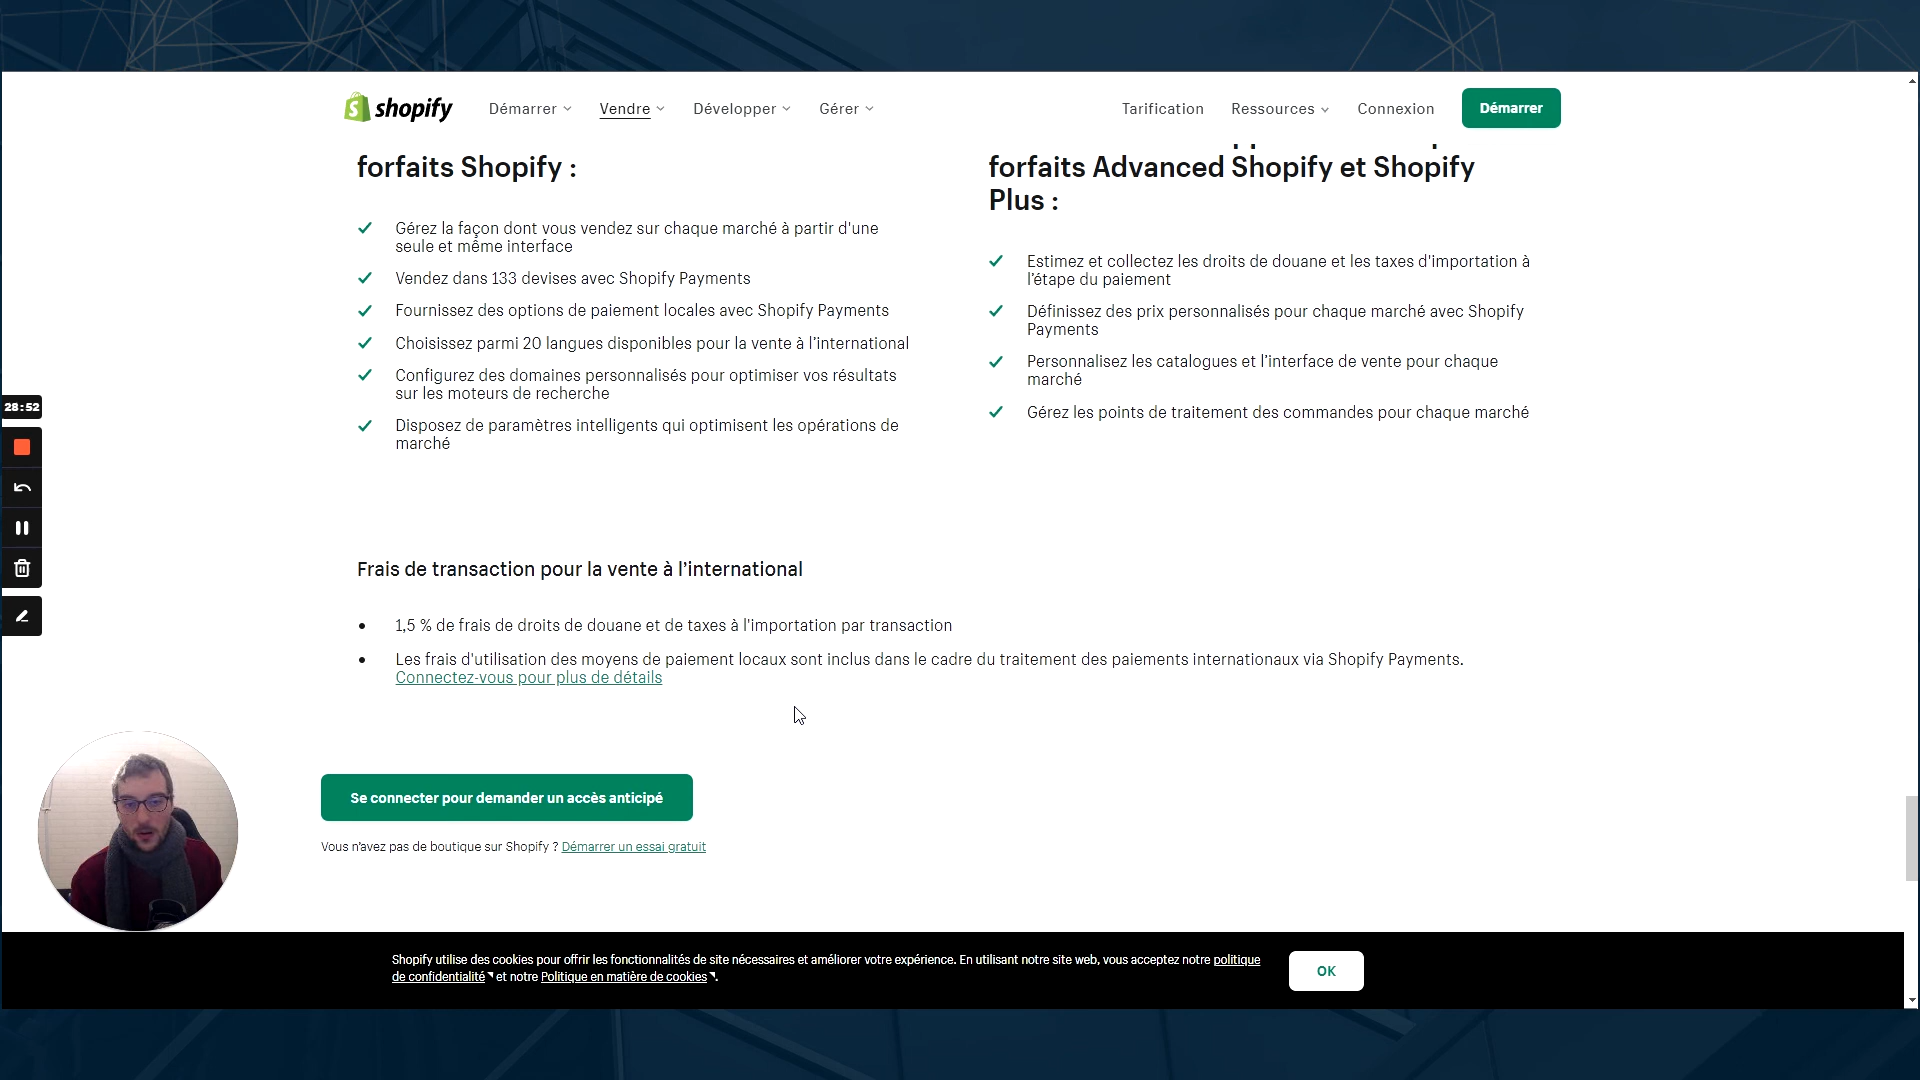 shopify
Démarrer
Vendre
Développer
Gérer
Tarification
Ressources
Connexion
Démarrer
forfaits Shopify :
Gérez la façon dont vous vendez sur chaque marché à partir d'une
seule et même interface
Vendez dans 133 devises avec Shopify Payments
Fournissez des options de paiement locales avec Shopify Payments
Choisissez parmi 20 langues disponibles pour la vente à l’international
Configurez des domaines personnalisés pour optimiser vos résultats
sur les moteurs de recherche
Disposez de paramètres intelligents qui optimisent les opérations de
marché
forfaits Advanced Shopify et Shopify
Plus :
Estimez et collectez les droits de douane et les taxes d'importation à
l’étape du paiement
Définissez des prix personnalisés pour chaque marché avec Shopify
Payments
Personnalisez les catalogues et l’interface de vente pour chaque
marché
Gérez les points de traitement des commandes pour chaque marché
28:52
Frais de transaction pour la vente à l’international
1,5 % de frais de droits de douane et de taxes à l'importation par transaction
Les frais d'utilisation des moyens de paiement locaux sont inclus dans le cadre du traitement des paiements internationaux via Shopify Payments.
Connectez-vous pour plus de détails
Se connecter pour demander un accès anticipé
Vous n’avez pas de boutique sur Shopify ? Démarrer un essai gratuit
Shopify utilise des cookies pour offrir les fonctionnalités de site nécessaires et améliorer votre expérience. En utilisant notre site web, vous acceptez notre politique
de confidentialité et notre Politique en matière de cookies.
OK